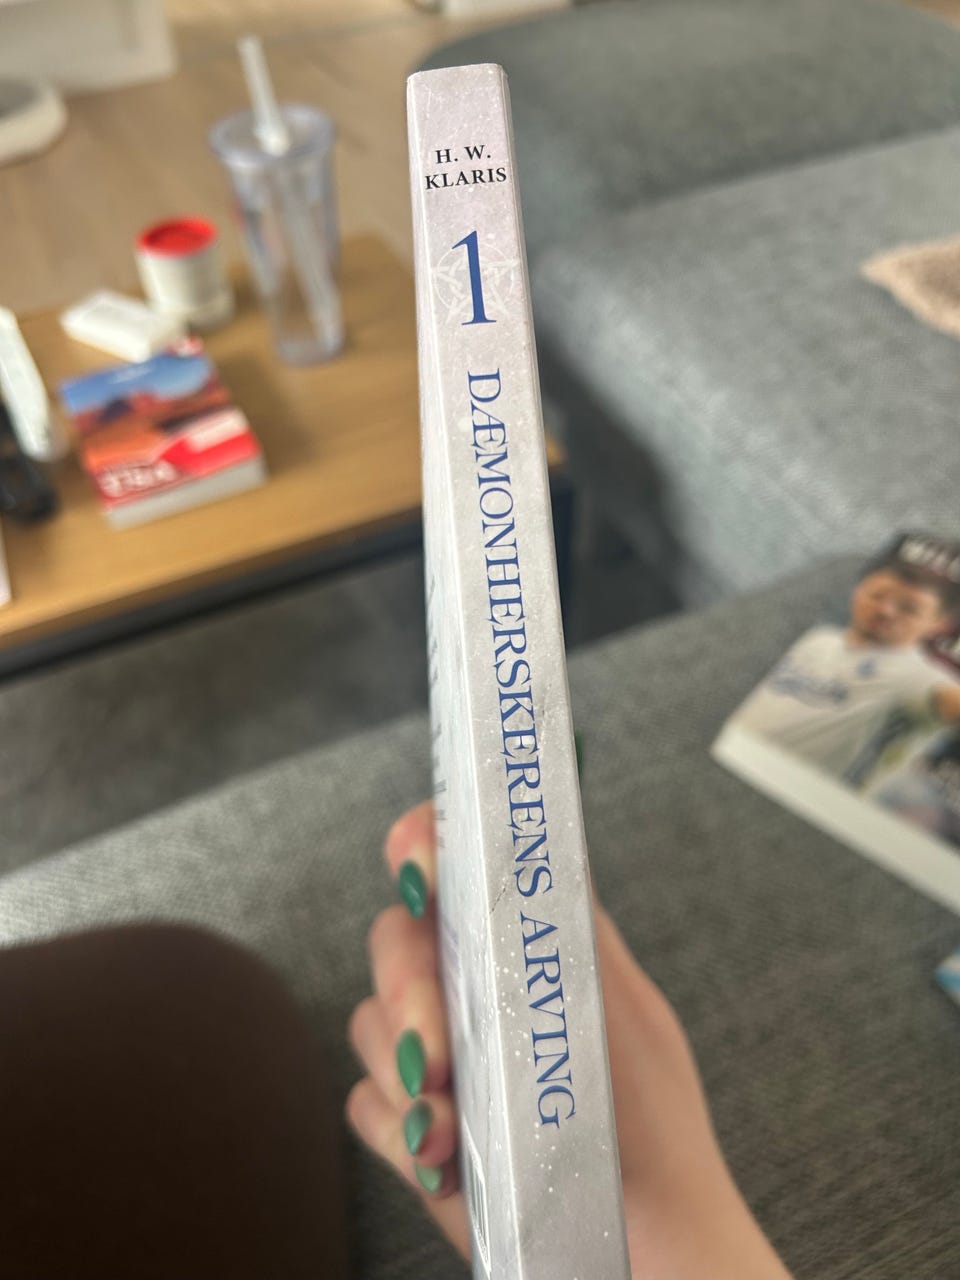 H. W.
KLARIS
1
DÆMONHERSKERENS ARVING